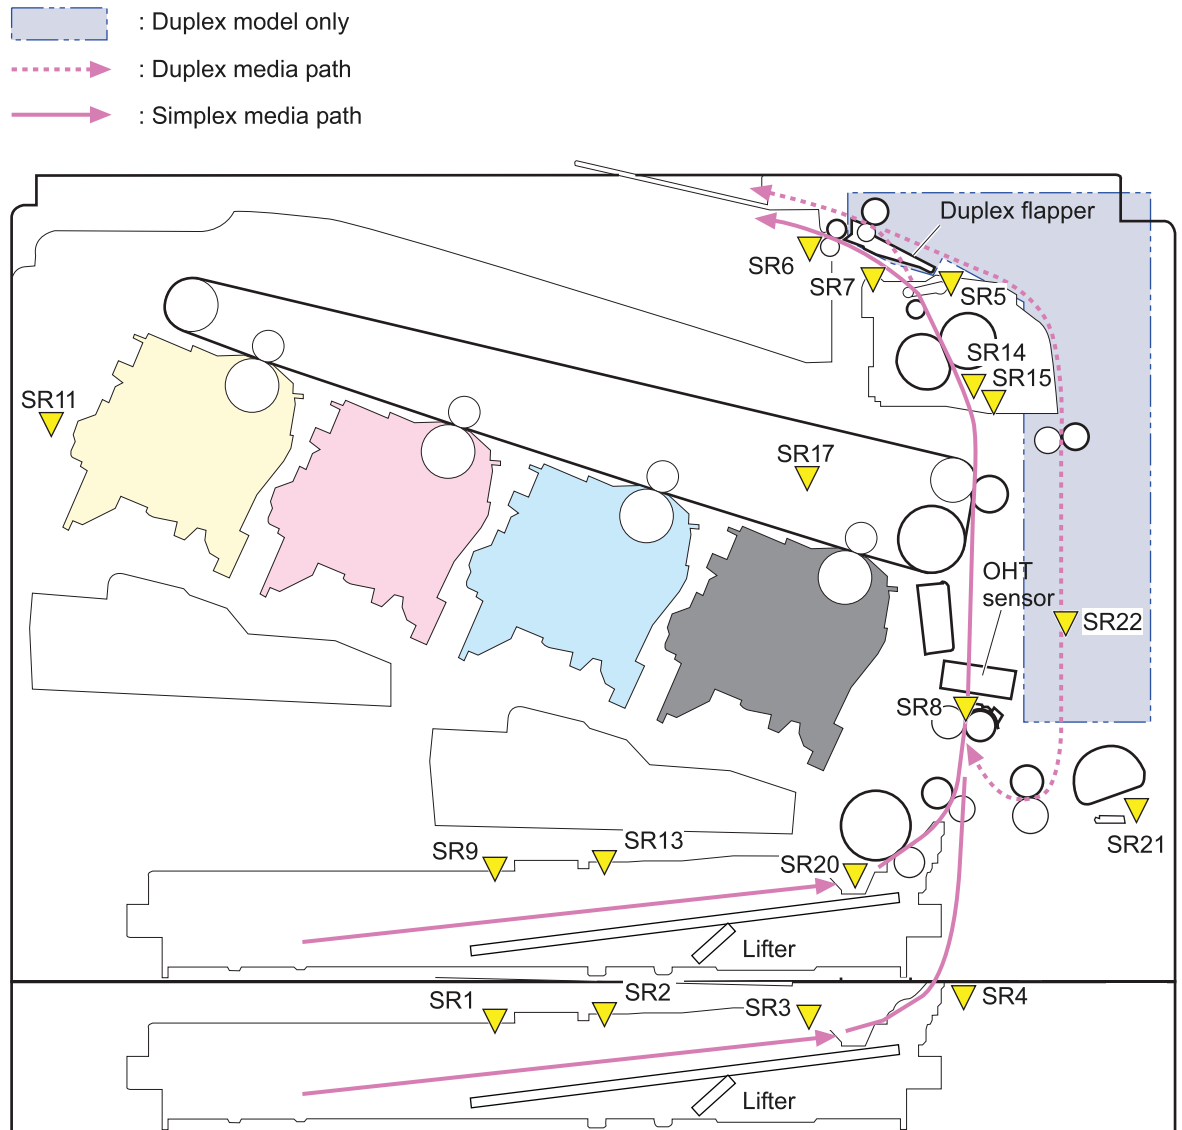 : Duplex model only
: Duplex media path
: Simplex media path
Duplex flapper
SR6
SR7
SR5
SR14
SR15
SR11
SR17
OHT
sensor
SR22
SR8
SR21
SR9
SR13
SR20
Lifter
SR1
SR2
SR3
SR4
Lifter